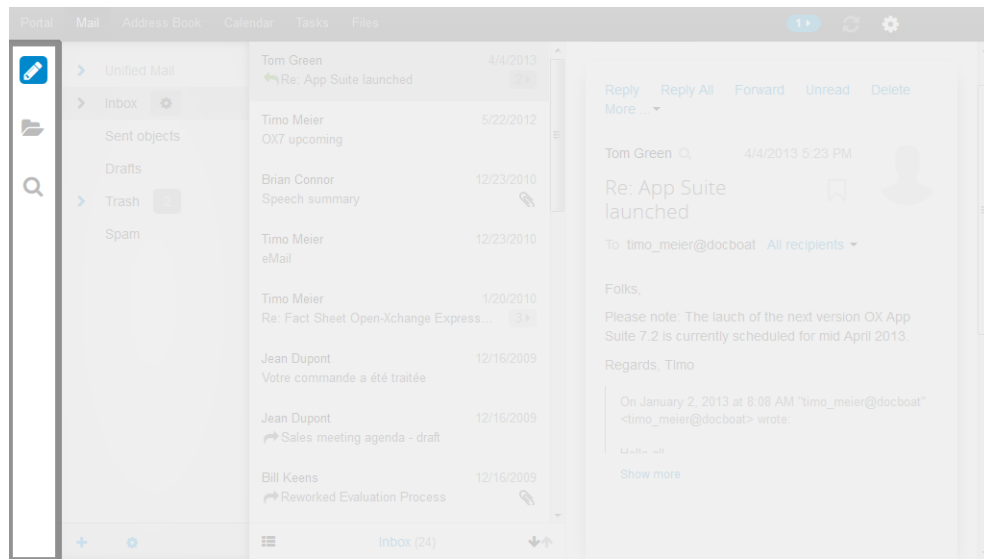 Portal Mail Address Book Calendar Tasks Files 1
Unified Mail
Inbox
Sent objects
Drafts
Trash 2
Spam
Tom Green 4/4/2013
Re: App Suite launched 2
Timo Meier 5/22/2012
OX7 upcoming
Brian Connor 12/23/2010
Speech summary
Timo Meier 12/23/2010
eMail
Timo Meier 1/20/2010
Re: Fact Sheet Open-Xchange Express... 3
Jean Dupont 12/16/2009
Votre commande a été traitée
Jean Dupont 12/16/2009
Sales meeting agenda - draft
Bill Keens 12/16/2009
Reworked Evaluation Process
Inbox (24)
Reply Reply All Forward Unread Delete
More ...
Tom Green 4/4/2013 5:23 PM
Re: App Suite
launched
To timo_meier@docboat All recipients
Folks,
Please note: The lauch of the next version OX App
Suite 7.2 is currently scheduled for mid April 2013.
Regards, Timo
On January 2, 2013 at 8:08 AM "timo_meier@docboat"
<timo_meier@docboat> wrote:
Hello all
Show more